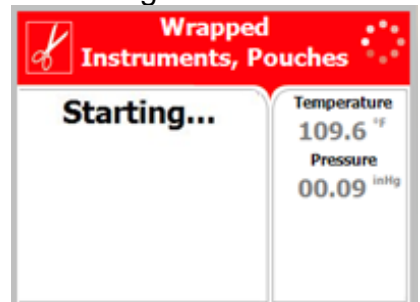 Wrapped
Instruments, Pouches
Starting...
Temperature
109.6 °F
Pressure
00.09 inHg